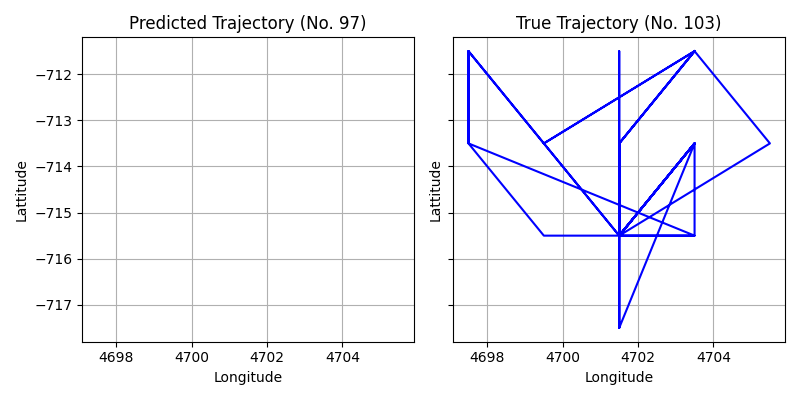 Predicted Trajectory (No. 97)
True Trajectory (No. 103)
Lattitude
−712
−713
−714
−715
−716
−717
4698
4700
4702
4704
Longitude
Lattitude
4698
4700
4702
4704
Longitude